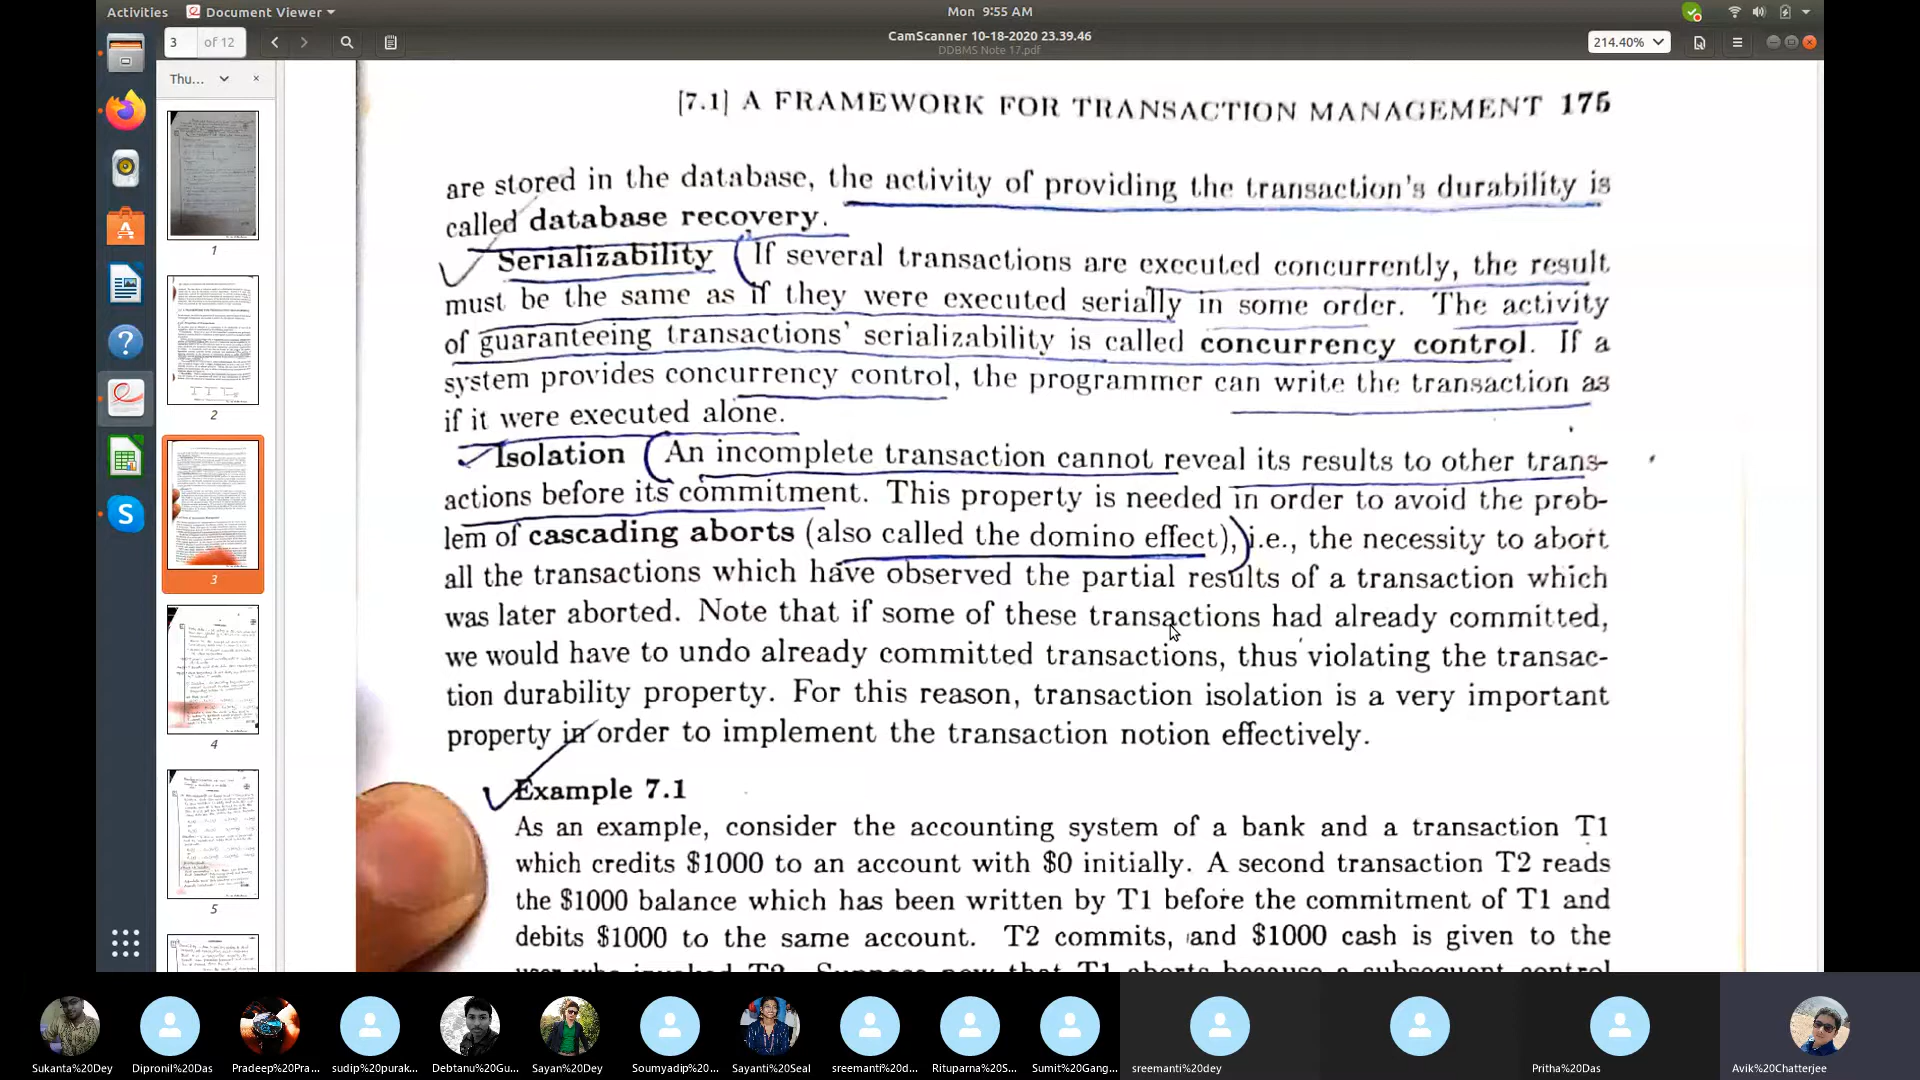 Activities
Document Viewer
Mon 9:55 AM
3 of 12
CamScanner 10-18-2020 23.39.46
DDBMS Note 17.pdf
214.40%
Thu...
1
2
3
4
5
[7.1] A FRAMEWORK FOR TRANSACTION MANAGEMENT 175
are stored in the database, the activity of providing the transaction's durability is
called database recovery.
Serializability If several transactions are executed concurrently, the result
must be the same as if they were executed serially in some order. The activity
of guaranteeing transactions' serializability is called concurrency control. If a
system provides concurrency control, the programmer can write the transaction as
if it were executed alone.
Isolation An incomplete transaction cannot reveal its results to other trans-
actions before its commitment. This property is needed in order to avoid the prob-
lem of cascading aborts (also called the domino effect), i.e., the necessity to abort
all the transactions which have observed the partial results of a transaction which
was later aborted. Note that if some of these transactions had already committed,
we would have to undo already committed transactions, thus violating the transac-
tion durability property. For this reason, transaction isolation is a very important
property in order to implement the transaction notion effectively.
Example 7.1
As an example, consider the accounting system of a bank and a transaction T1
which credits $1000 to an account with $0 initially. A second transaction T2 reads
the $1000 balance which has been written by T1 before the commitment of T1 and
debits $1000 to the same account. T2 commits, and $1000 cash is given to the
user who invoked T2. Suppose now that T1 aborts because a subsequent control
Sukanta%20Dey
Dipronil%20Das
Pradeep%20Pra...
sudip%20purak...
Debtanu%20Gu...
Sayan%20Dey
Soumyadip%20...
Sayanti%20Seal
sreemanti%20d...
Rituparna%20S...
Sumit%20Gang...
sreemanti%20dey
Pritha%20Das
Avik%20Chatterjee